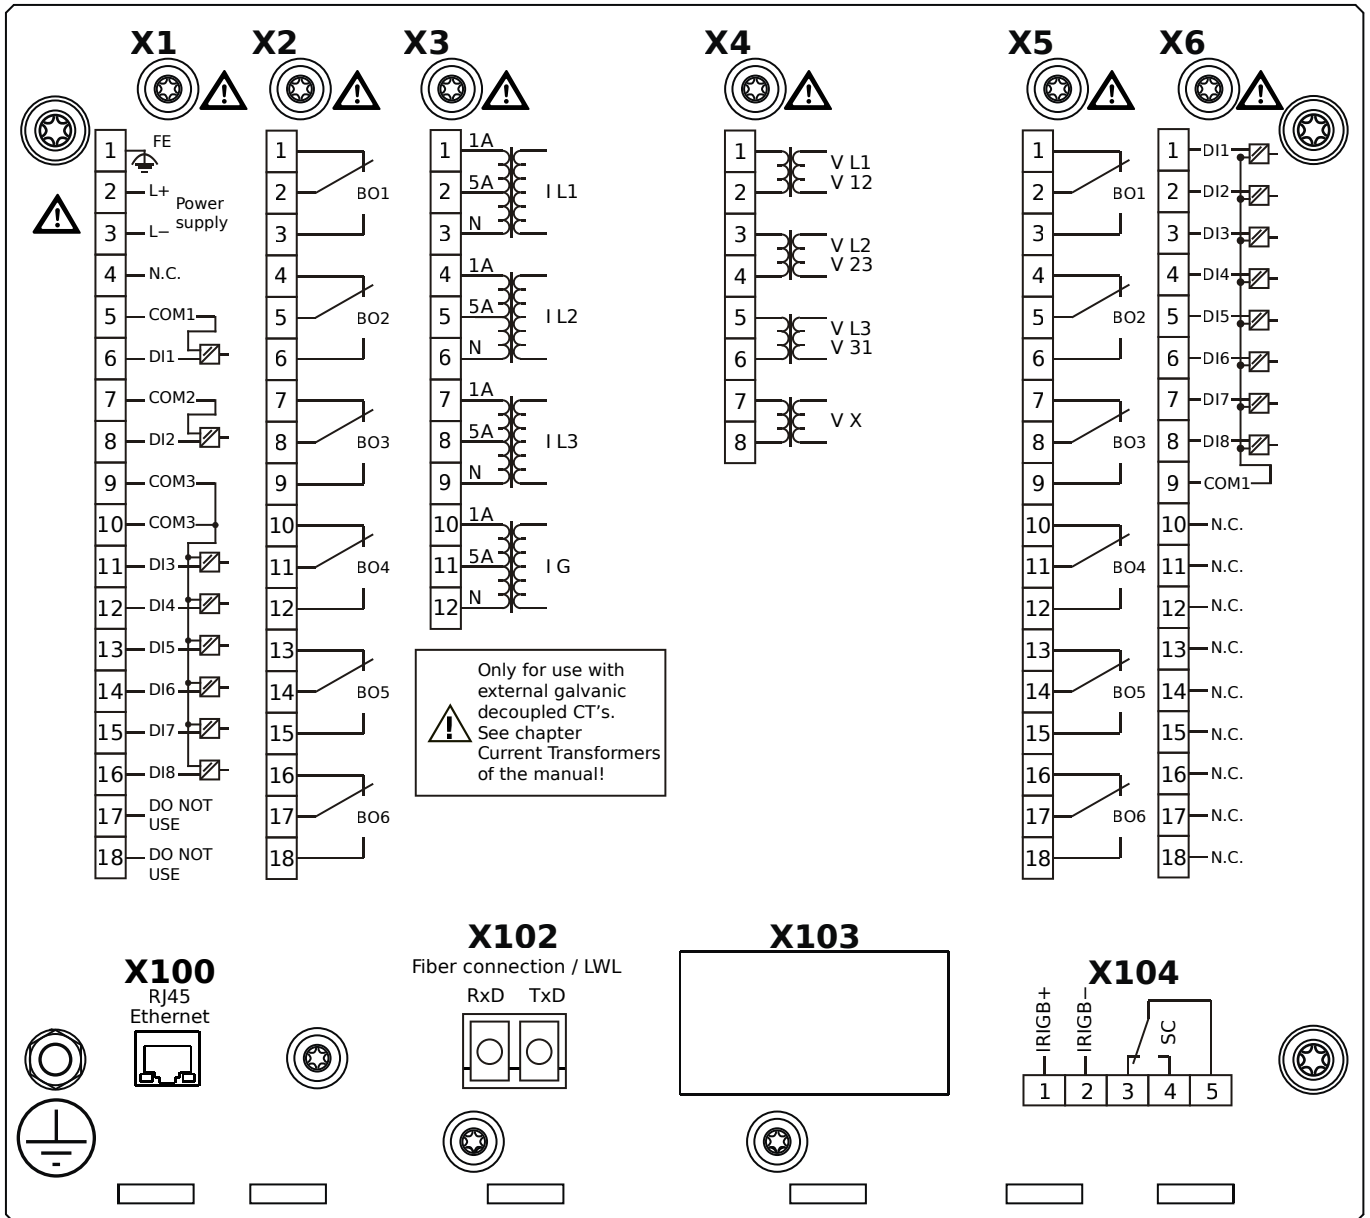 X1
X2
X3
X4
X5
X6
1 FE
2 L+ Power supply
3 L−
4 N.C.
5 COM1
6 DI1
7 COM2
8 DI2
9 COM3
10 COM3
11 DI3
12 DI4
13 DI5
14 DI6
15 DI7
16 DI8
17 DO NOT USE
18 DO NOT USE
1
2 BO1
3
4
5 BO2
6
7
8 BO3
9
10
11 BO4
12
13
14 BO5
15
16
17 BO6
18
1 1A
2 5A I L1
3 N
4 1A
5 5A I L2
6 N
7 1A
8 5A I L3
9 N
10 1A
11 5A I G
12 N
Only for use with
external galvanic
decoupled CT's.
See chapter
Current Transformers
of the manual!
1 V L1
2 V 12
3 V L2
4 V 23
5 V L3
6 V 31
7 V X
8
1
2 BO1
3
4
5 BO2
6
7
8 BO3
9
10
11 BO4
12
13
14 BO5
15
16
17 BO6
18
1 DI1
2 DI2
3 DI3
4 DI4
5 DI5
6 DI6
7 DI7
8 DI8
9 COM1
10 N.C.
11 N.C.
12 N.C.
13 N.C.
14 N.C.
15 N.C.
16 N.C.
17 N.C.
18 N.C.
X100
RJ45
Ethernet
X102
Fiber connection / LWL
RxD TxD
X103
X104
IRIGB+
IRIGB−
SC
1 2 3 4 5